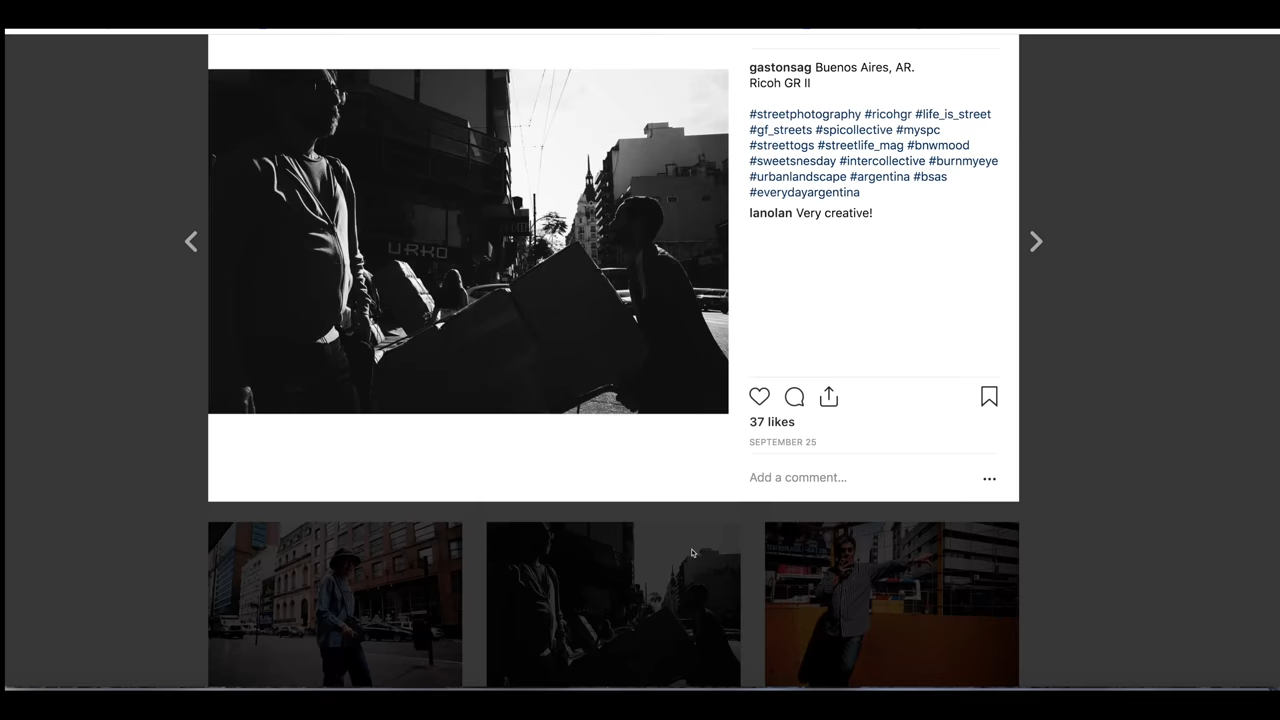 gastonsag Buenos Aires, AR.
Ricoh GR II
#streetphotography #ricohgr #life_is_street
#gf_streets #spicollective #myspc
#streettogs #streetlife_mag #bnwmood
#sweetsnesday #intercollective #burnmyeye
#urbanlandscape #argentina #bsas
#everydayargentina
lanolan Very creative!
URKO
37 likes
SEPTEMBER 25
Add a comment...